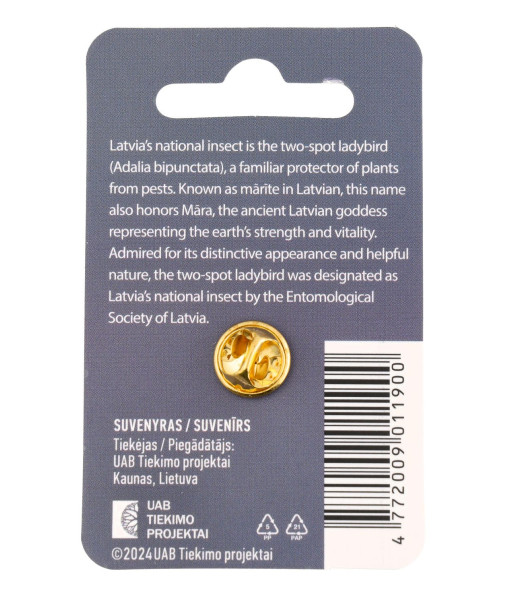 Latvia's national insect is the two-spot ladybird
(Adalia bipunctata), a familiar protector of plants
from pests. Known as mārīte in Latvian, this name
also honors Māra, the ancient Latvian goddess
representing the earth's strength and vitality.
Admired for its distinctive appearance and helpful
nature, the two-spot ladybird was designated as
Latvia's national insect by the Entomological
Society of Latvia.
SUVENYRAS / SUVENĪRS
Tiekėjas / Piegādātājs:
UAB Tiekimo projektai
Kaunas, Lietuva
UAB
TIEKIMO
PROJEKTAI
5
PP
21
PAP
©2024 UAB Tiekimo projektai
4 772009 011900